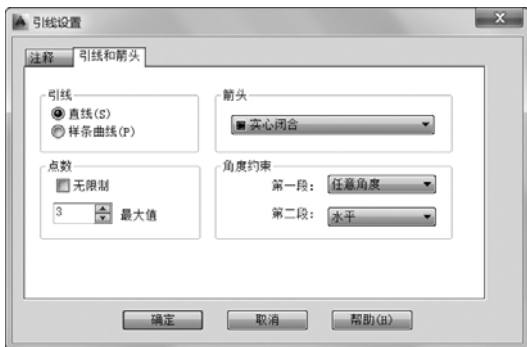 引线设置
注释 引线和箭头
引线
直线(S)
样条曲线(P)
箭头
实心闭合
点数
无限制
3 最大值
角度约束
第一段: 任意角度
第二段: 水平
确定 取消 帮助(H)